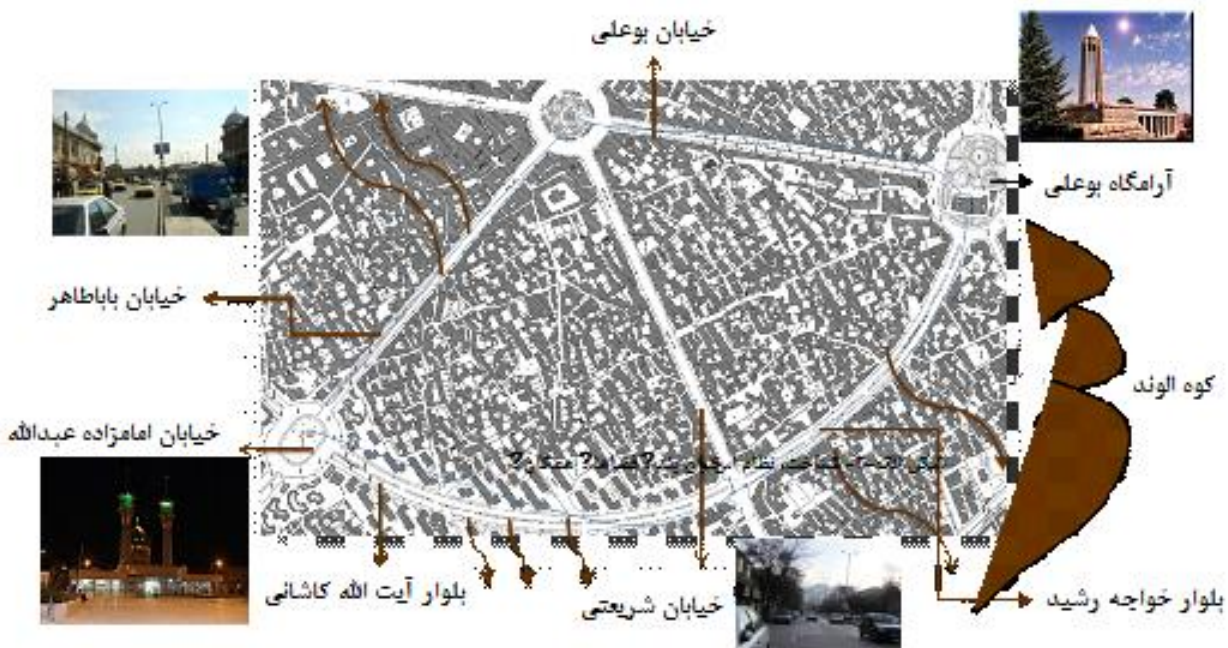 خیابان بوعلی
آرامگاه بوعلی
خیابان باباطاهر
کوه الوند
خیابان امامزاده عبدالله
بلوار آیت الله کاشانی
خیابان شریعتی
بلوار خواجه رشید